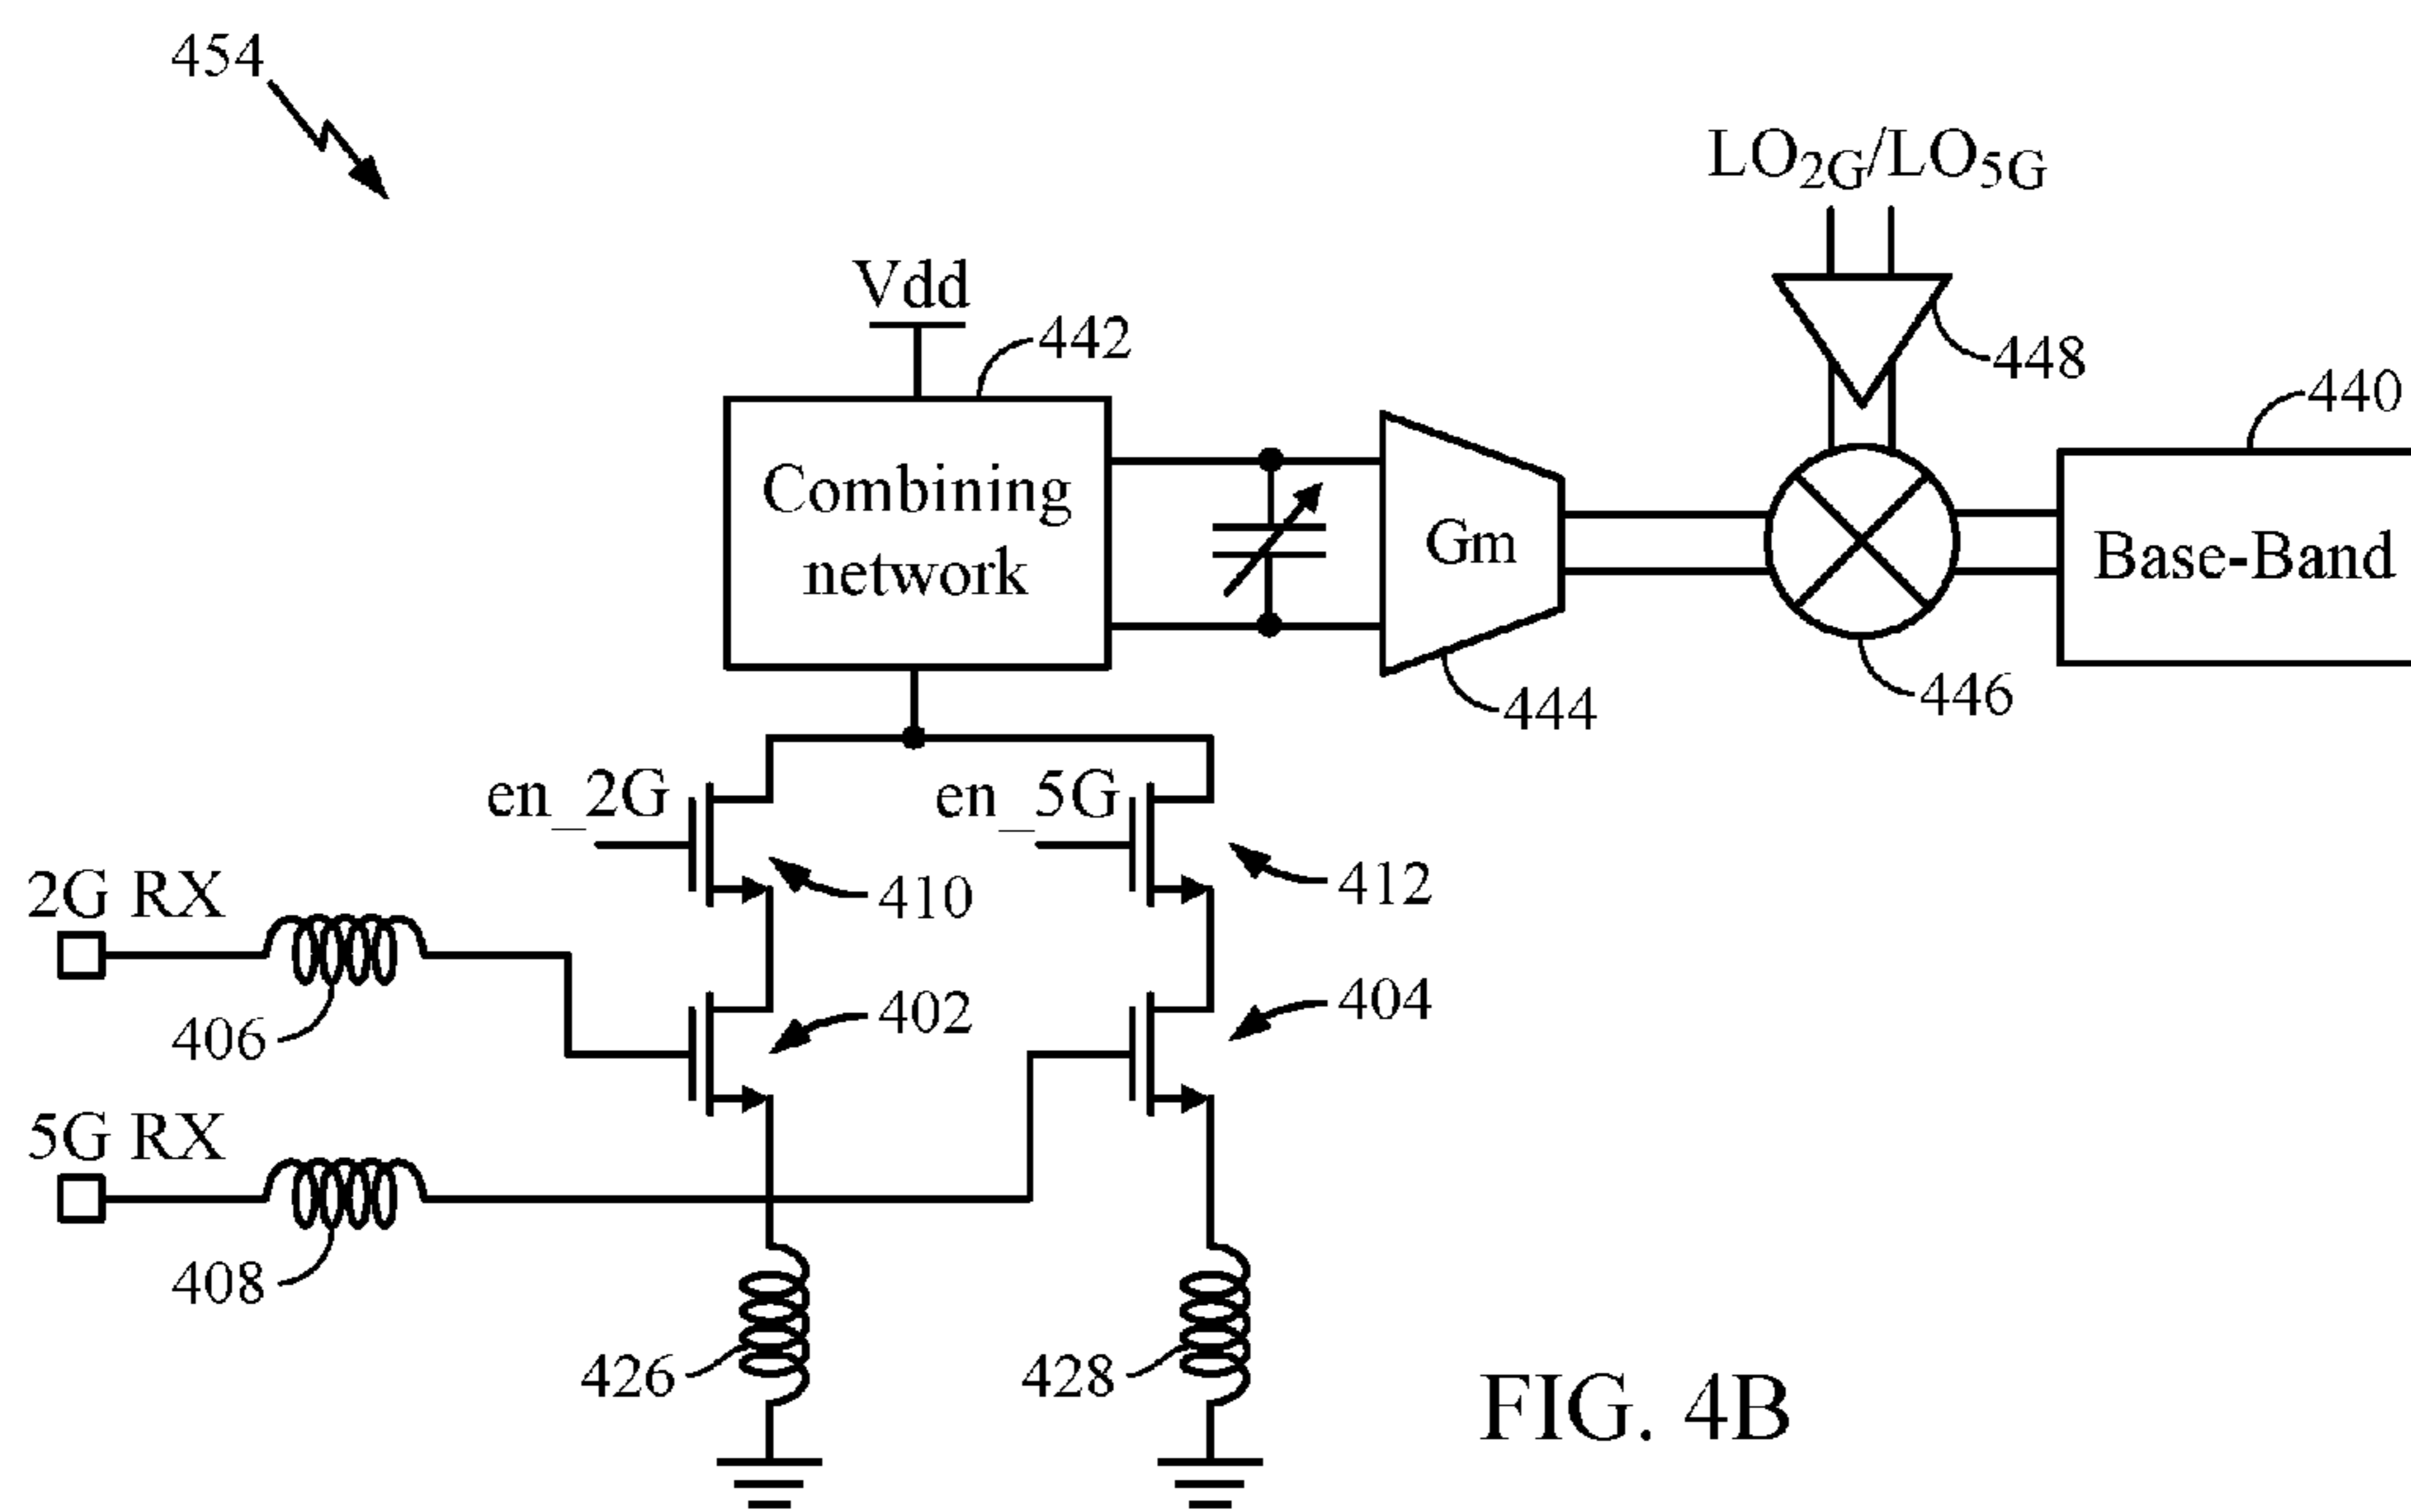 454
LO2G/LO5G
Vdd
442
448
440
Combining
network
Gm
Base-Band
444
446
en_2G
en_5G
2G RX
410
412
406
402
404
5G RX
408
426
428
FIG. 4B